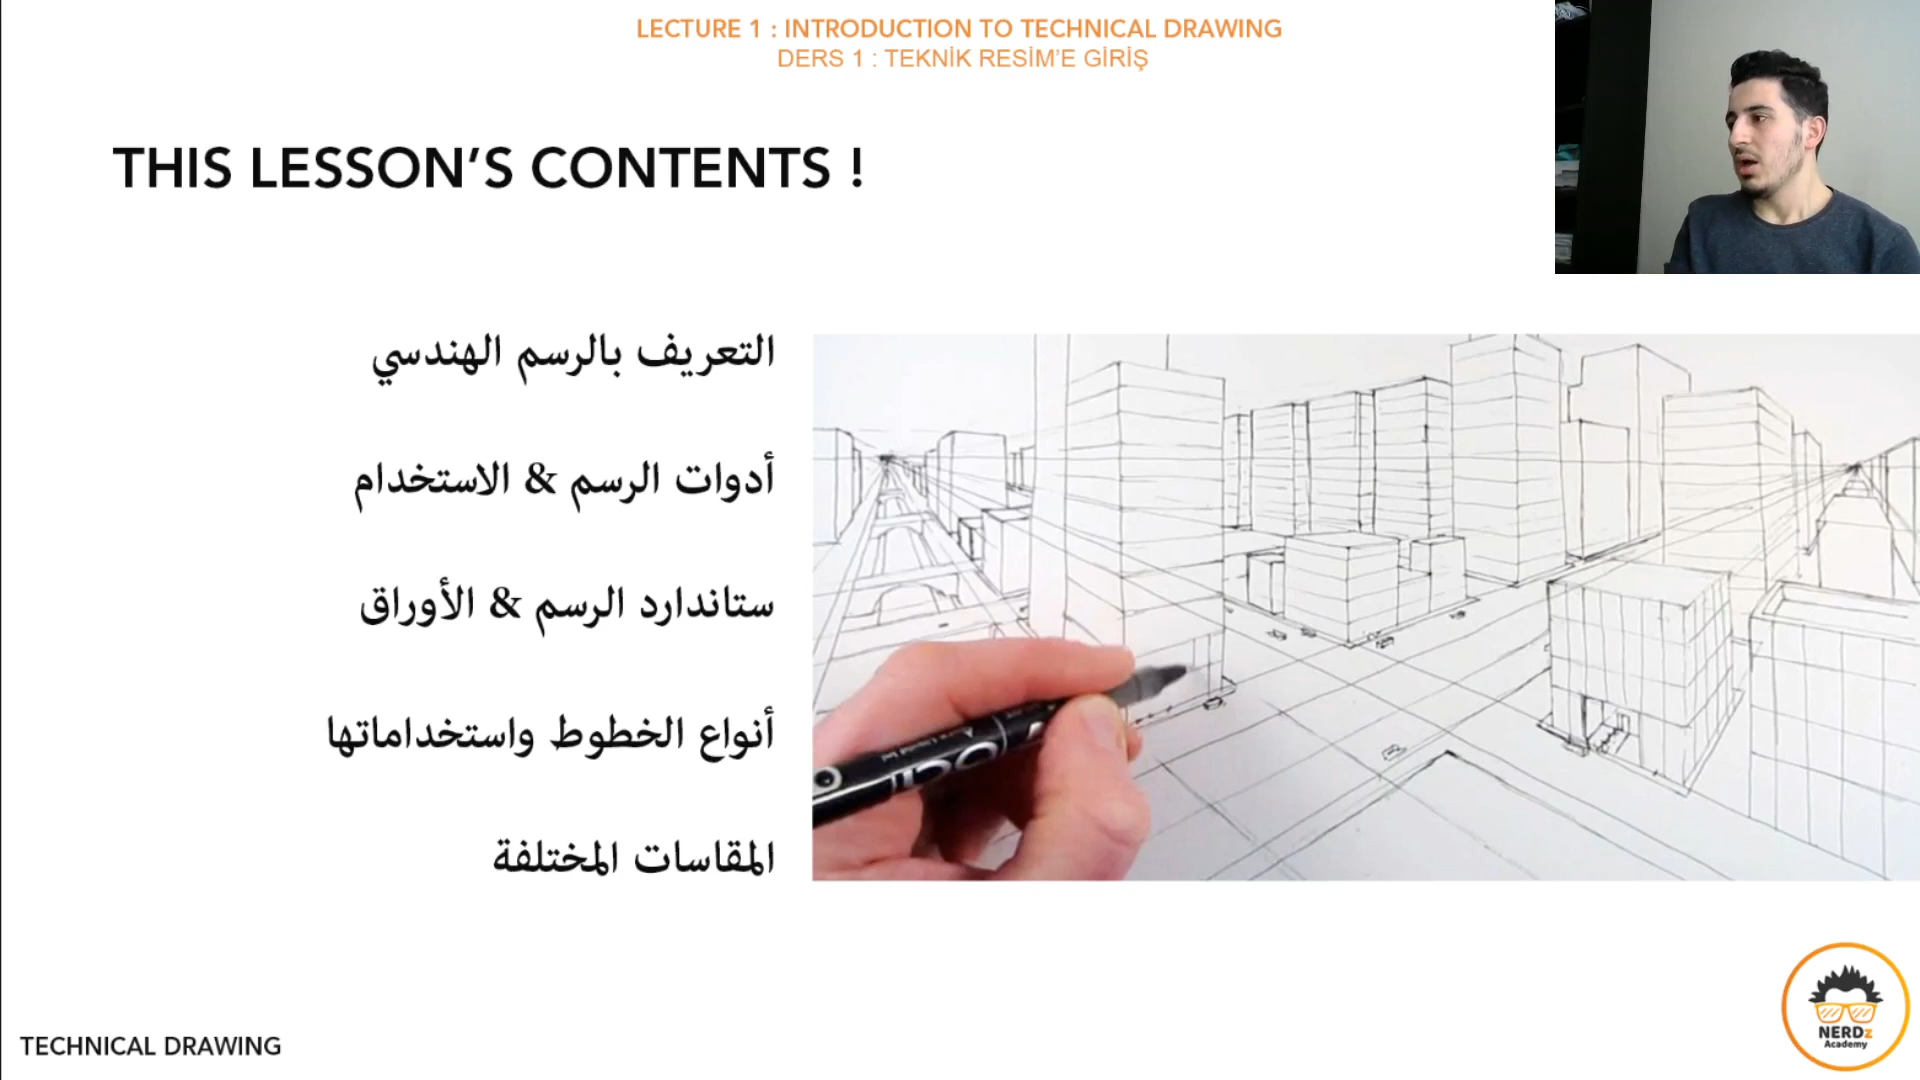 LECTURE 1 : INTRODUCTION TO TECHNICAL DRAWING
DERS 1 : TEKNİK RESİM'E GİRİŞ
THIS LESSON'S CONTENTS !
التعريف بالرسم الهندسي
أدوات الرسم & الاستخدام
ستاندارد الرسم & الأوراق
أنواع الخطوط واستخداماتها
المقاسات المختلفة
TECHNICAL DRAWING
NERDz
Academy